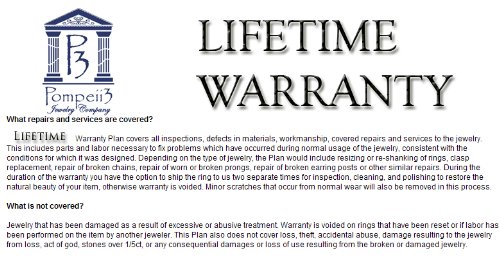 P3
Pompeii3
Jewelry Company
LIFETIME
WARRANTY
What repairs and services are covered?
LIFETIME Warranty Plan covers all inspections, defects in materials, workmanship, covered repairs and services to the jewelry.
This includes parts and labor necessary to fix problems which have occurred during normal usage of the jewelry, consistent with the
conditions for which it was designed. Depending on the type of jewelry, the Plan would include resizing or re-shanking of rings, clasp
replacement, repair of broken chains, repair of worn or broken prongs, repair of broken earring posts or other similar repairs. During the
duration of the warranty you have the option to ship the ring to us two separate times for inspection, cleaning, and polishing to restore the
natural beauty of your item, otherwise warranty is voided. Minor scratches that occur from normal wear will also be removed in this process.
What is not covered?
Jewelry that has been damaged as a result of excessive or abusive treatment. Warranty is voided on rings that have been reset or if labor has
been performed on the item by another jeweler. This Plan also does not cover loss, theft, accidental abuse, damage resulting to the jewelry
from loss, act of god, stones over 1/5ct, or any consequential damages or loss of use resulting from the broken or damaged jewelry.